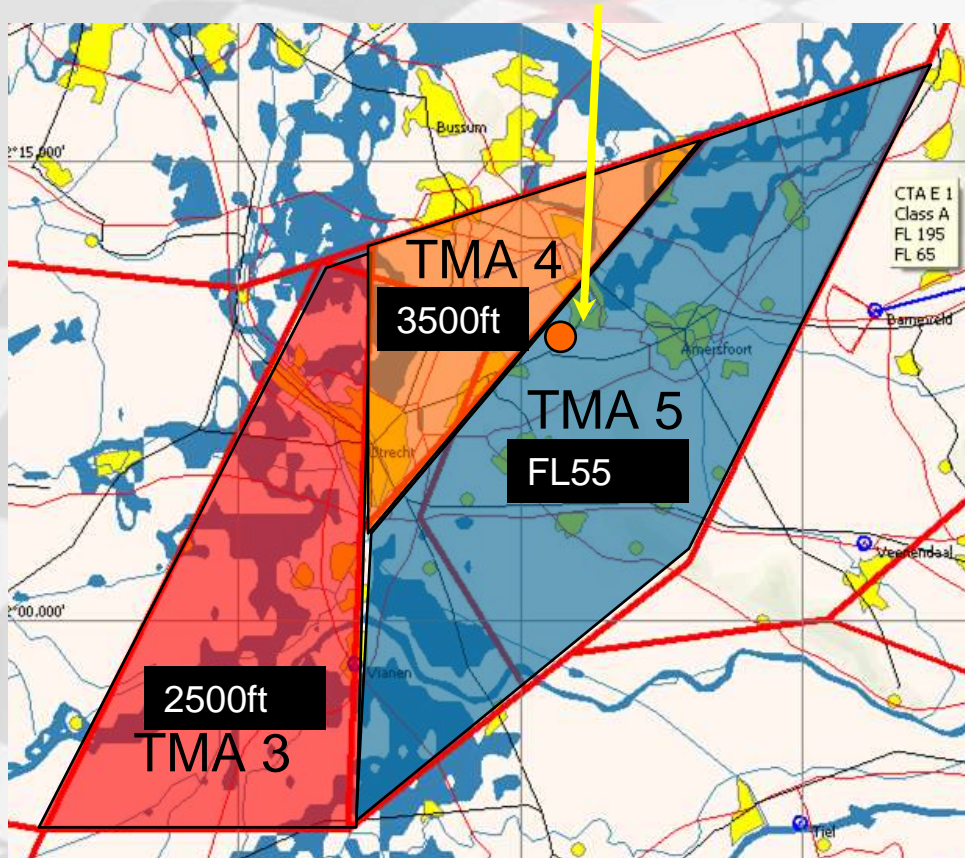 Bussum
2°15.000'
CTA E 1
Class A
FL 195
FL 65
TMA 4
3500ft
Barneveld
Amersfoort
TMA 5
FL55
Utrecht
Veenendaal
2°00.000'
Vianen
2500ft
TMA 3
Tiel